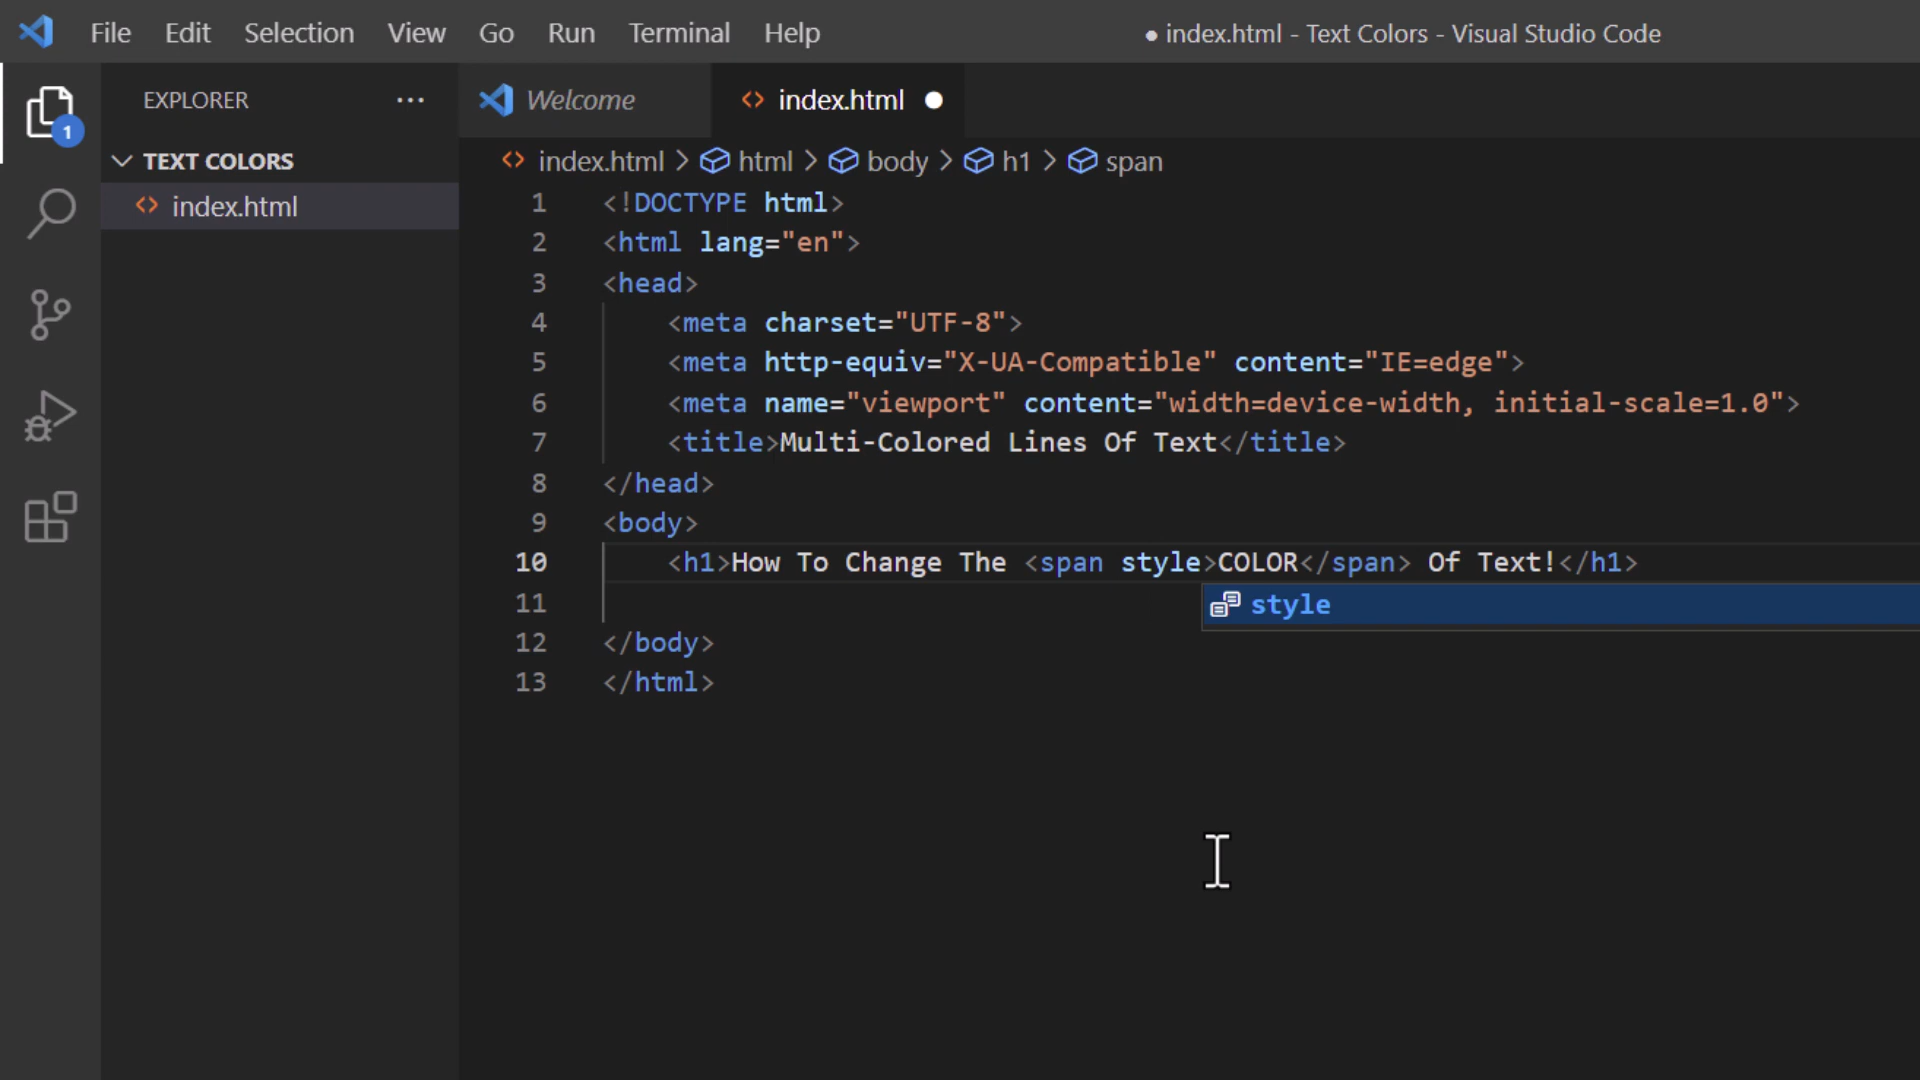 File Edit Selection View Go Run Terminal Help
● index.html - Text Colors - Visual Studio Code
EXPLORER ···
1
TEXT COLORS
index.html
Welcome
index.html ●
index.html > html > body > h1 > span
1 <!DOCTYPE html>
2 <html lang="en">
3 <head>
4     <meta charset="UTF-8">
5     <meta http-equiv="X-UA-Compatible" content="IE=edge">
6     <meta name="viewport" content="width=device-width, initial-scale=1.0">
7     <title>Multi-Colored Lines Of Text</title>
8 </head>
9 <body>
10     <h1>How To Change The <span style>COLOR</span> Of Text!</h1>
style
11
12 </body>
13 </html>